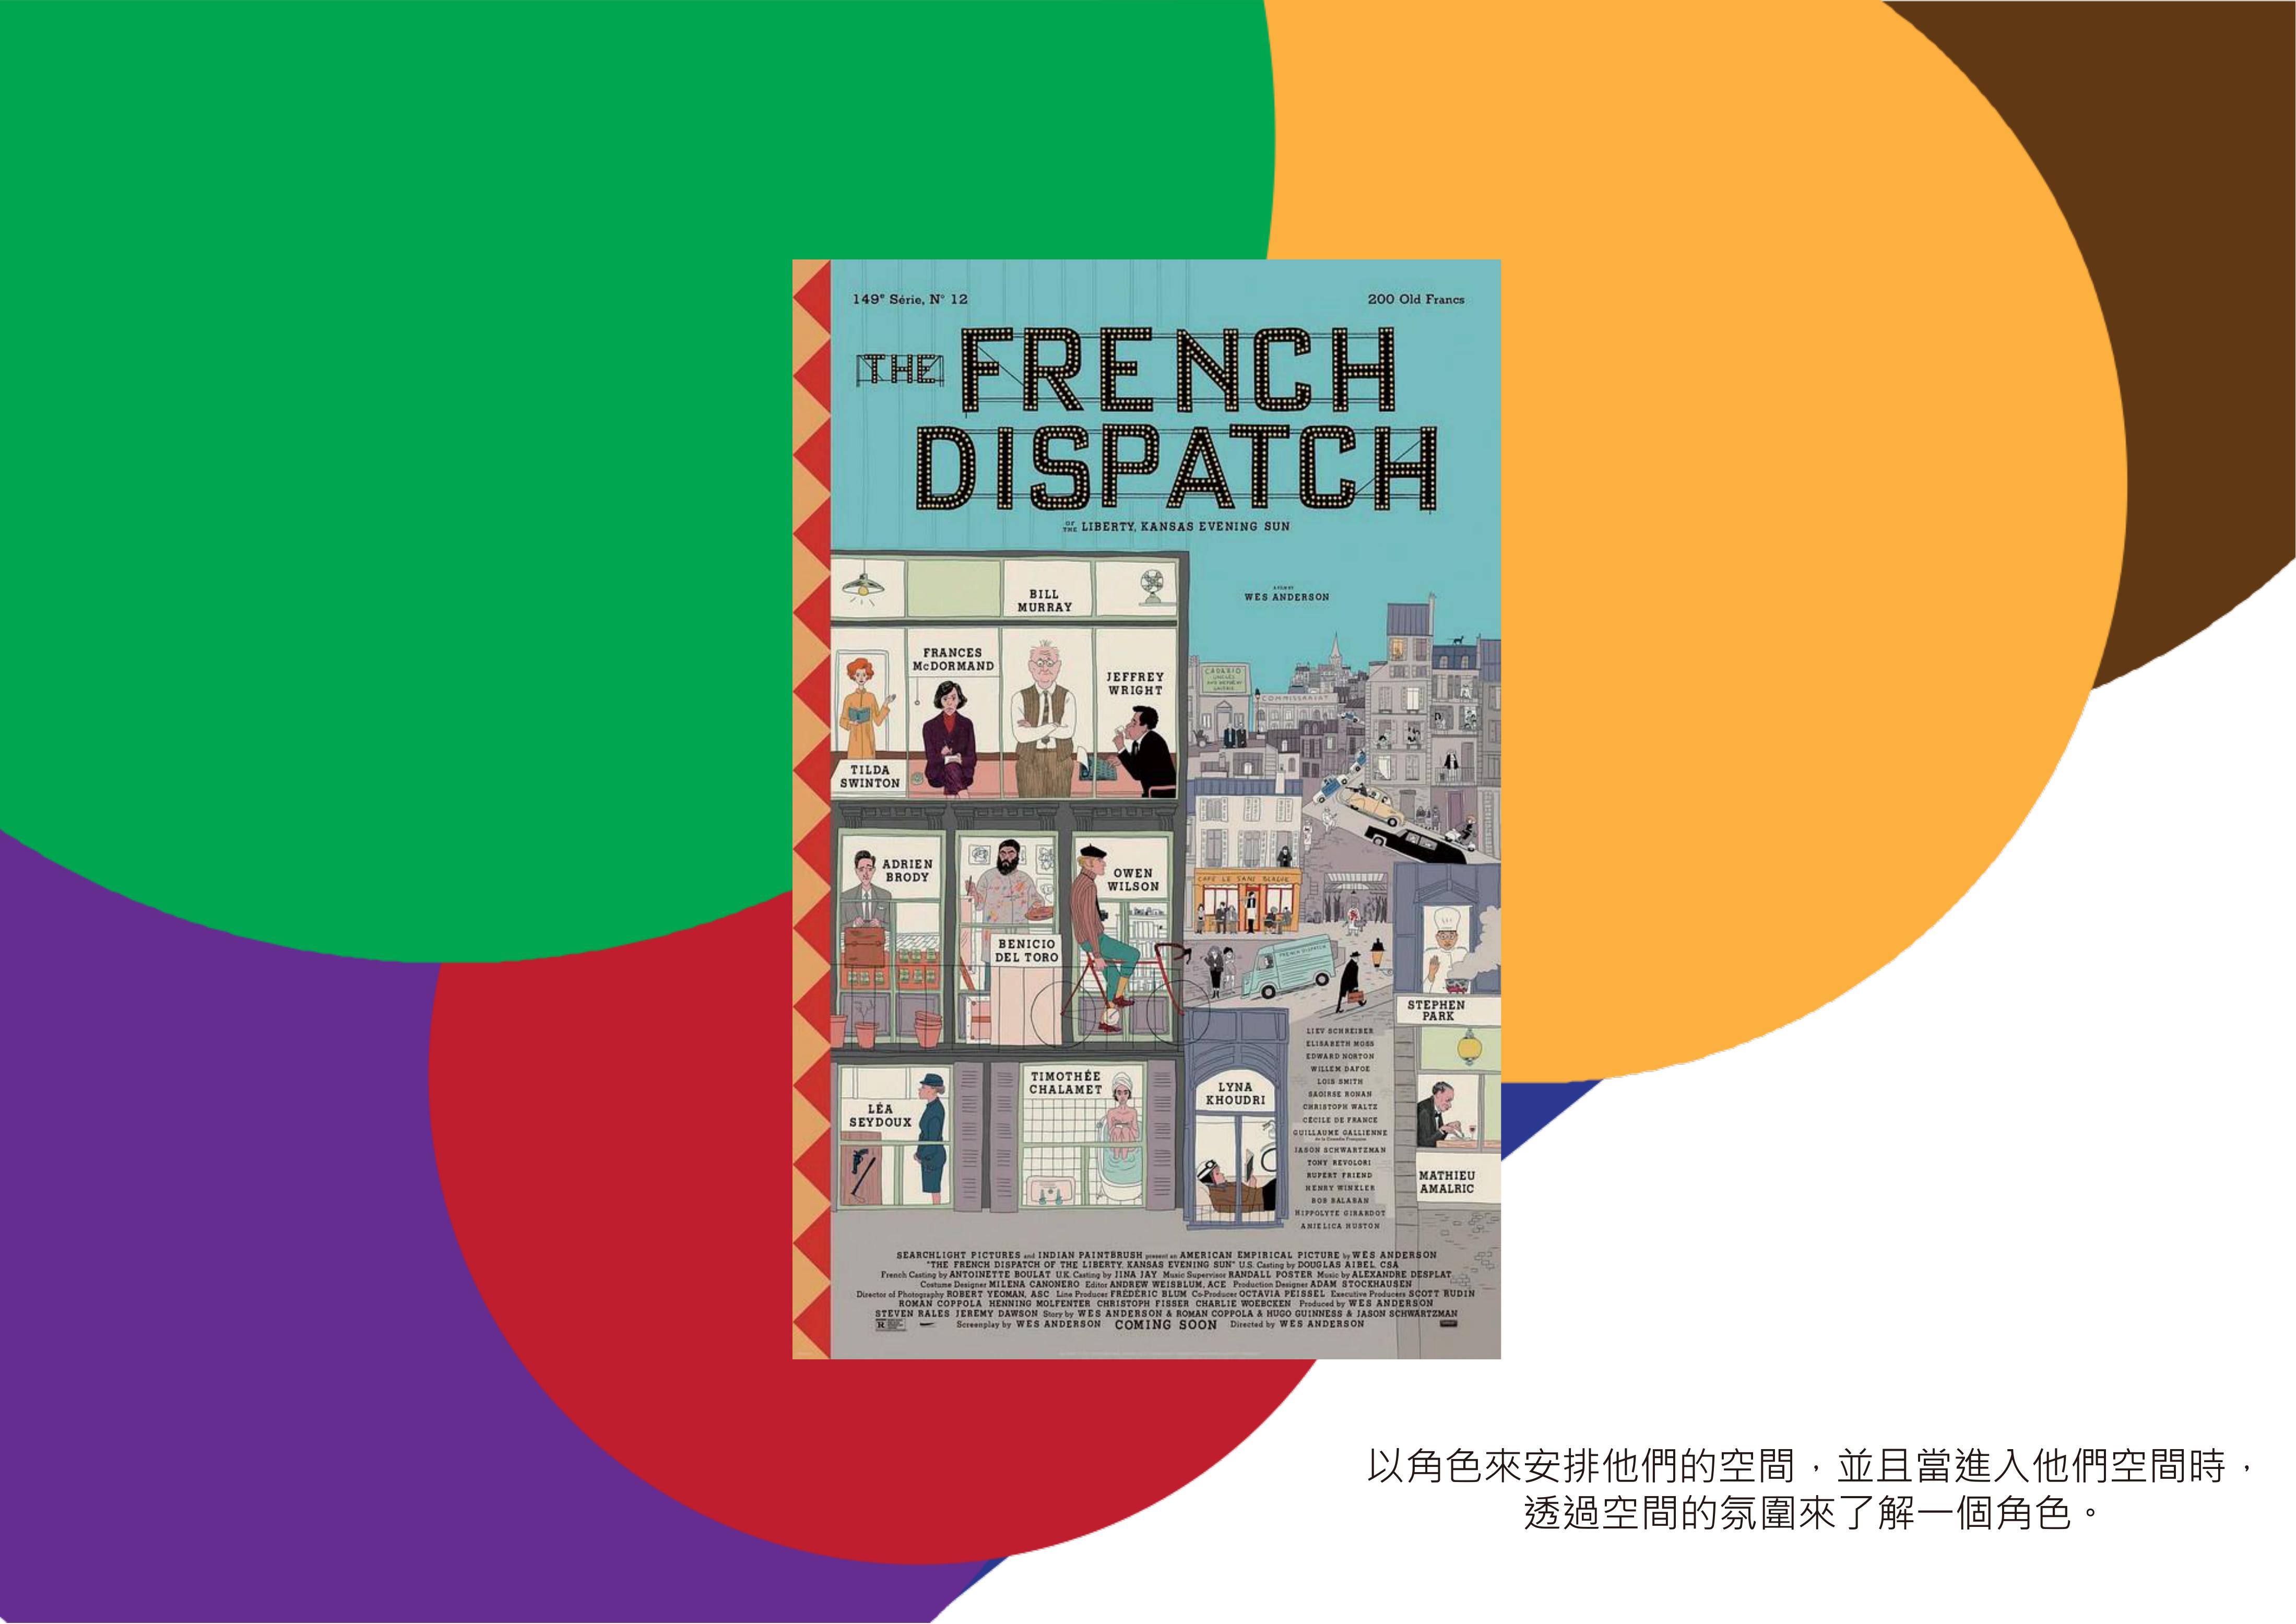 149e Série, N° 12
200 Old Francs
THE FRENCH
DISPATCH
OF THE LIBERTY, KANSAS EVENING SUN
A FILM BY
WES ANDERSON
BILL
MURRAY
FRANCES
McDORMAND
JEFFREY
WRIGHT
TILDA
SWINTON
COMMISSARIAT
ADRIEN
BRODY
OWEN
WILSON
BENICIO
DEL TORO
CAFE LE SANS BLAGUE
FRENCH DISPATCH
STEPHEN
PARK
LÉA
SEYDOUX
TIMOTHÉE
CHALAMET
LYNA
KHOUDRI
MATHIEU
AMALRIC
LIEV SCHREIBER
ELISABETH MOSS
EDWARD NORTON
WILLEM DAFOE
LOIS SMITH
SAOIRSE RONAN
CHRISTOPH WALTZ
CÉCILE DE FRANCE
GUILLAUME GALLIENNE
de la Comédie Française
JASON SCHWARTZMAN
TONY REVOLORI
RUPERT FRIEND
HENRY WINKLER
BOB BALABAN
HIPPOLYTE GIRARDOT
ANJELICA HUSTON
SEARCHLIGHT PICTURES and INDIAN PAINTBRUSH present an AMERICAN EMPIRICAL PICTURE by WES ANDERSON
"THE FRENCH DISPATCH OF THE LIBERTY, KANSAS EVENING SUN" U.S. Casting by DOUGLAS AIBEL, CSA
French Casting by ANTOINETTE BOULAT U.K. Casting by JINA JAY Music Supervisor RANDALL POSTER Music by ALEXANDRE DESPLAT
Costume Designer MILENA CANONERO Editor ANDREW WEISBLUM, ACE Production Designer ADAM STOCKHAUSEN
Director of Photography ROBERT YEOMAN, ASC Line Producer FRÉDÉRIC BLUM Co-Producer OCTAVIA PEISSEL Executive Producers SCOTT RUDIN
ROMAN COPPOLA HENNING MOLFENTER CHRISTOPH FISSER CHARLIE WOEBCKEN Produced by WES ANDERSON
STEVEN RALES JEREMY DAWSON Story by WES ANDERSON & ROMAN COPPOLA & HUGO GUINNESS & JASON SCHWARTZMAN
R Screenplay by WES ANDERSON COMING SOON Directed by WES ANDERSON
以角色來安排他們的空間，並且當進入他們空間時，
透過空間的氛圍來了解一個角色。